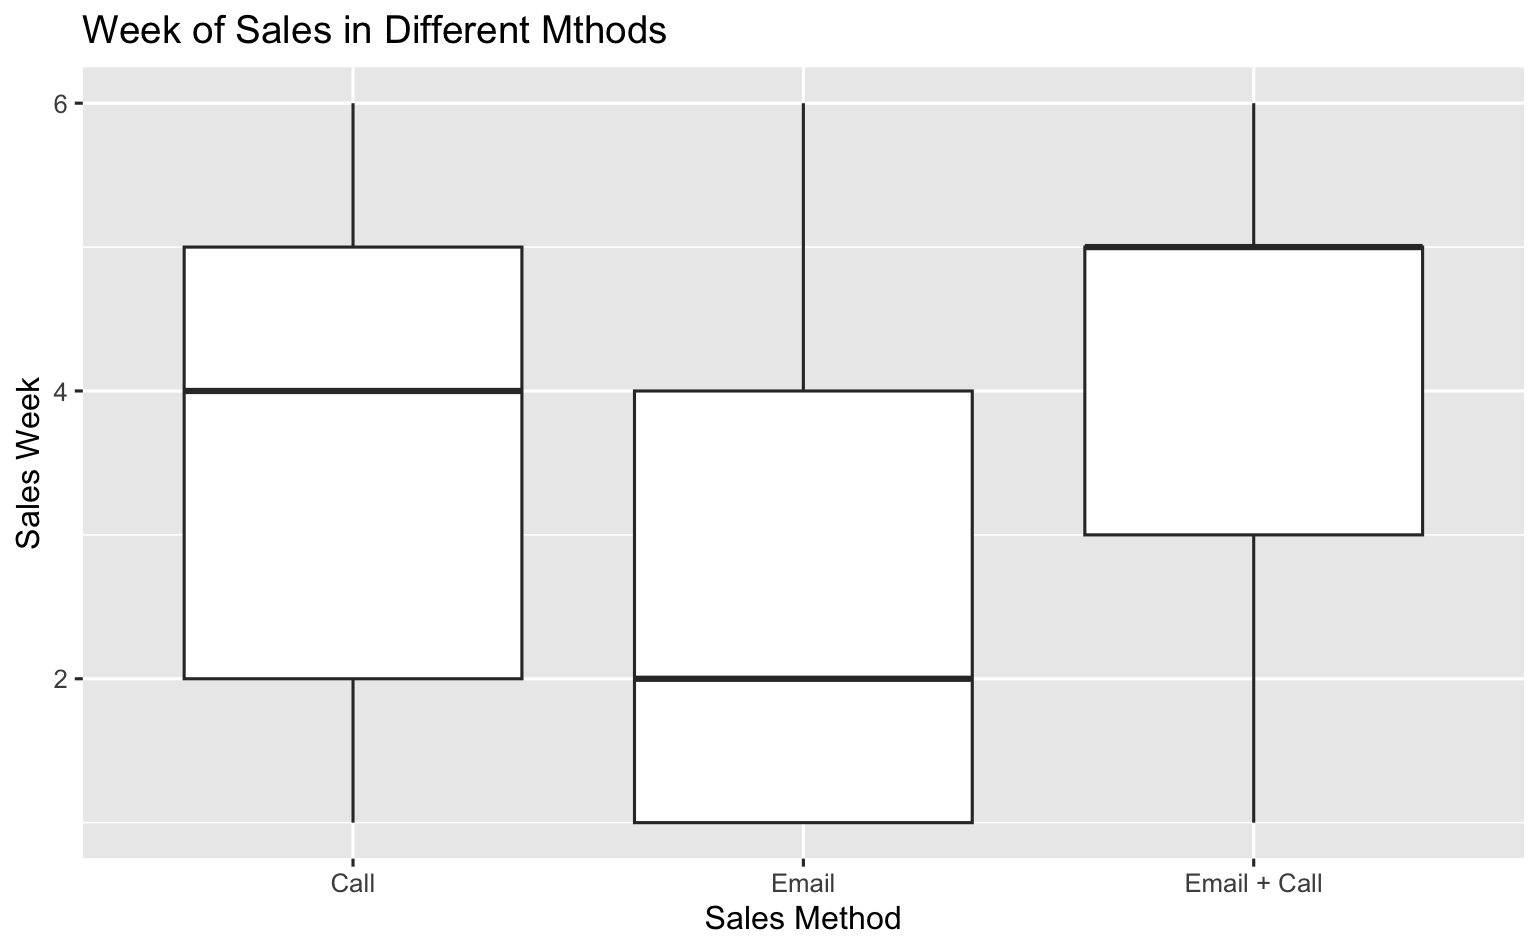 Week of Sales in Different Mthods
6
4
2
Sales Week
Call
Email
Email + Call
Sales Method